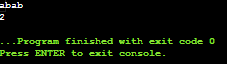 abab
2
...Program finished with exit code 0
Press ENTER to exit console.